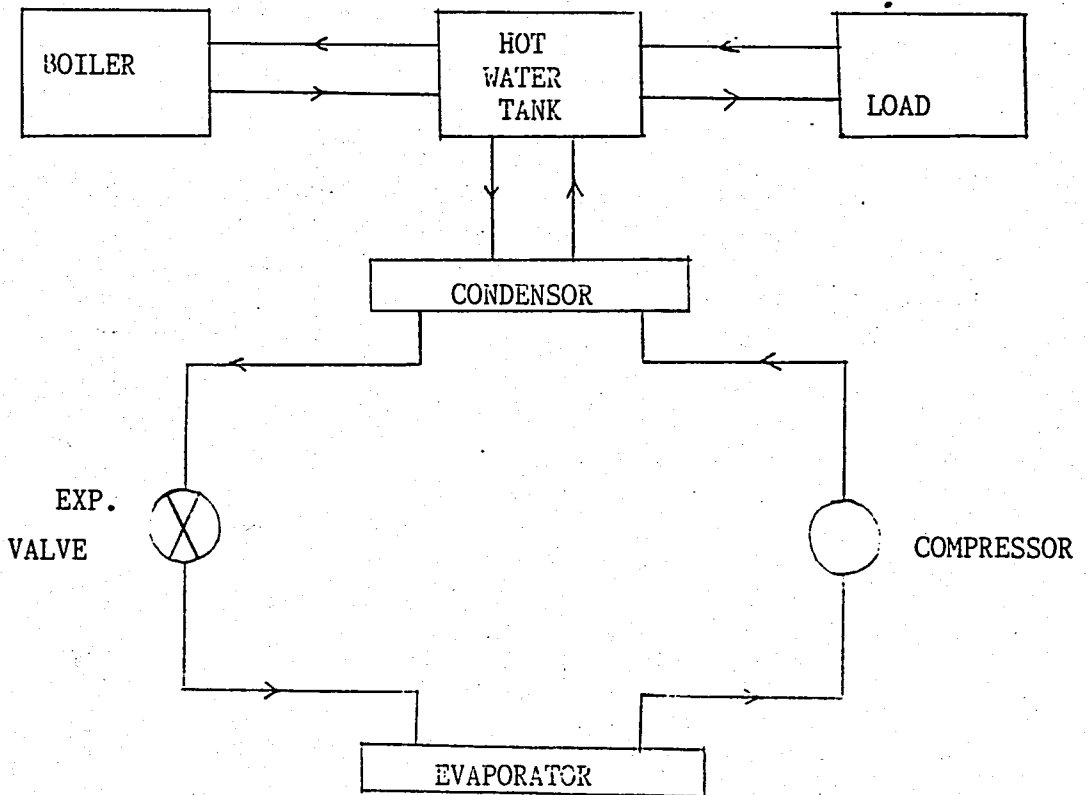 BOILER
HOT
WATER
TANK
LOAD
CONDENSOR
EXP.
VALVE
COMPRESSOR
EVAPORATOR